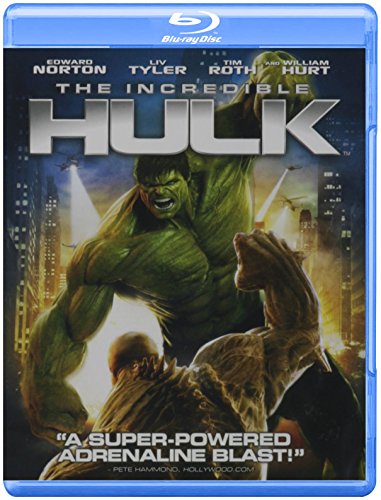 Blu-ray Disc
EDWARD NORTON LIV TYLER TIM ROTH AND WILLIAM HURT
THE INCREDIBLE
HULK™
"A SUPER-POWERED
ADRENALINE BLAST!"
- PETE HAMMOND, HOLLYWOOD.COM